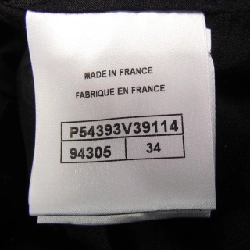 MADE IN FRANCE
FABRIQUE EN FRANCE
P54393V39114
94305 34